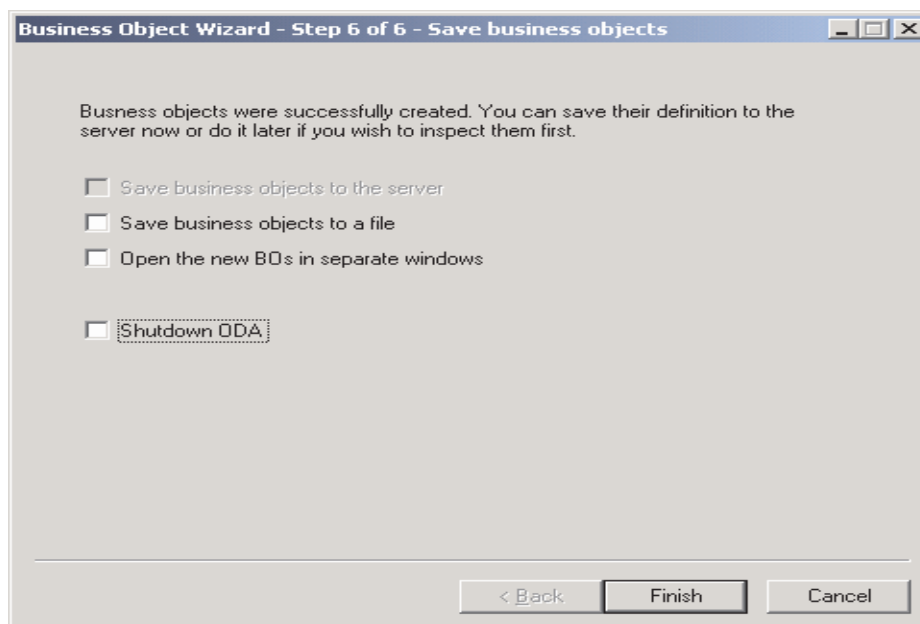 Business Object Wizard - Step 6 of 6 - Save business objects
Busness objects were successfully created. You can save their definition to the
server now or do it later if you wish to inspect them first.
Save business objects to the server
Save business objects to a file
Open the new BOs in separate windows
Shutdown ODA
< Back
Finish
Cancel